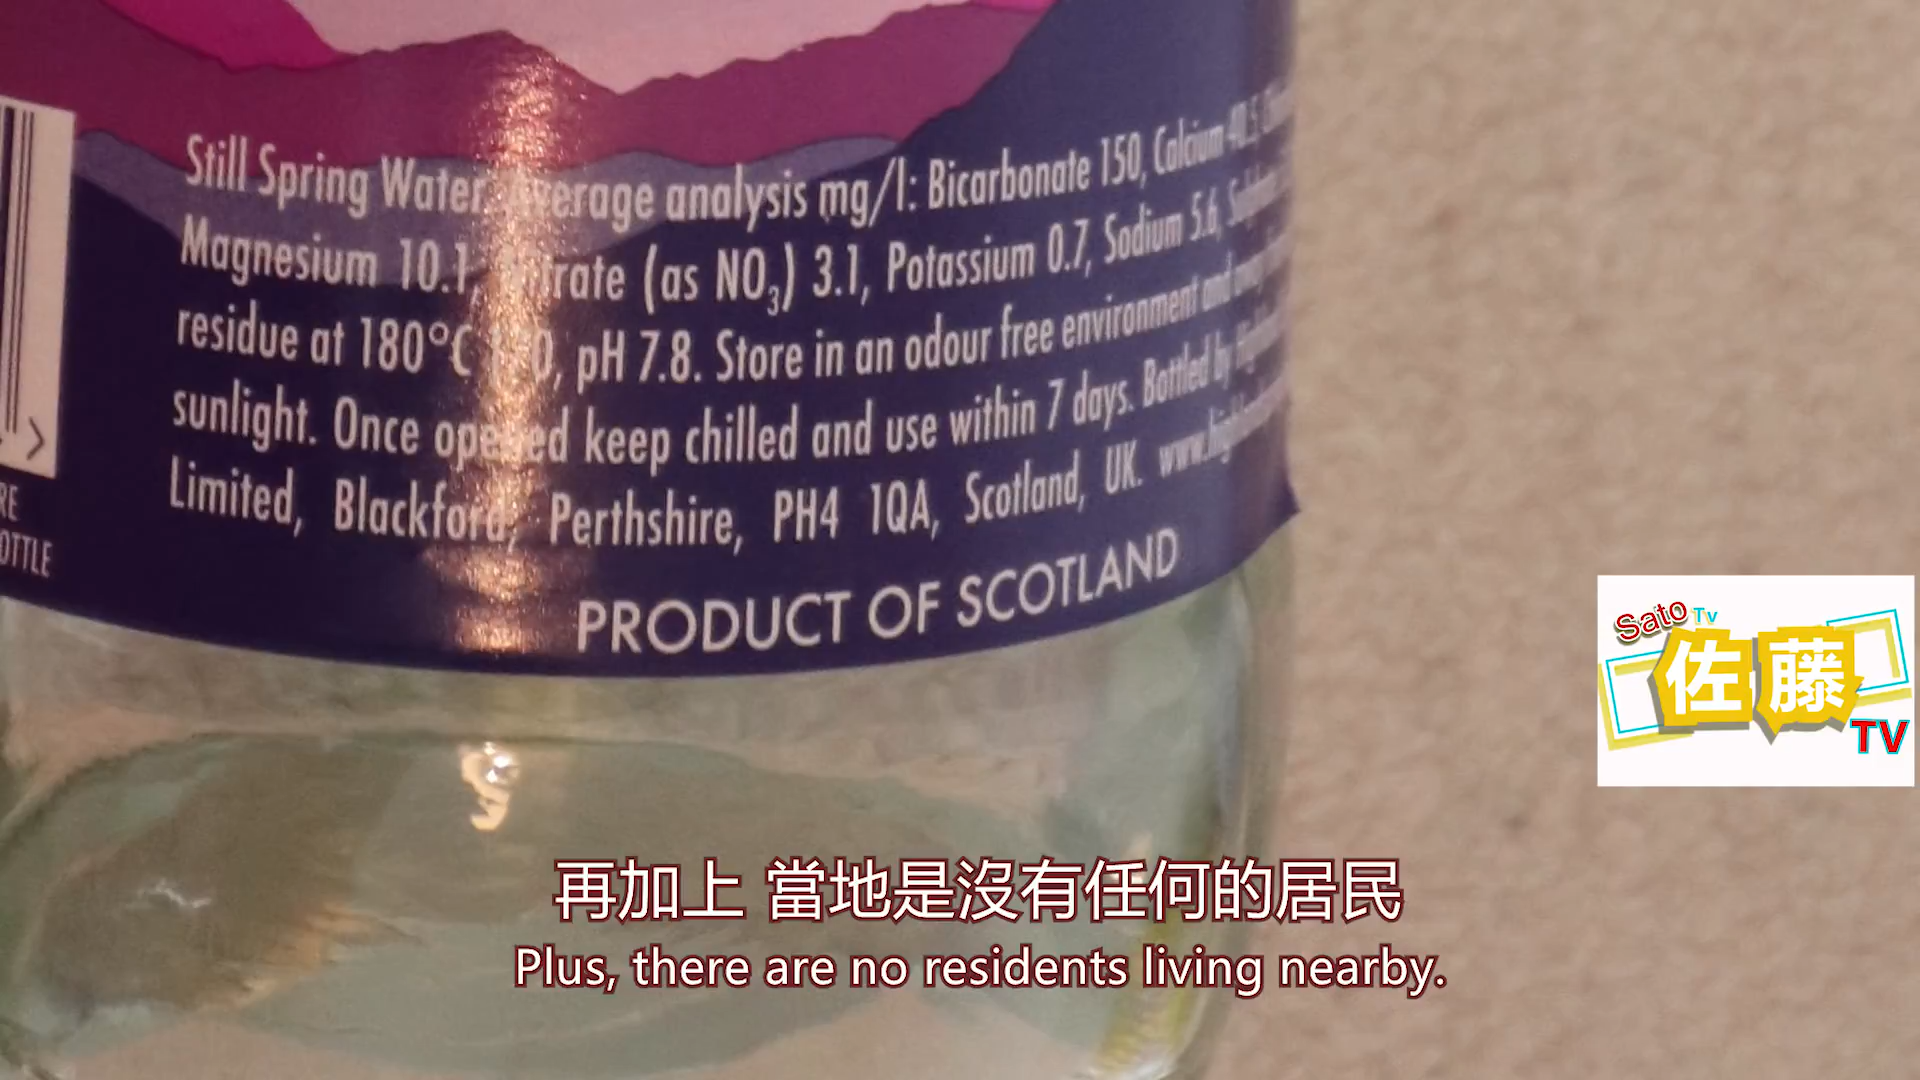 Still Spring Water. Average analysis mg/l: Bicarbonate 150, Calcium 40.5,
Magnesium 10.1, Nitrate (as NO₃) 3.1, Potassium 0.7, Sodium 5.6,
residue at 180°C pH 7.8. Store in an odour free environment and
sunlight. Once opened keep chilled and use within 7 days. Bottled by
Limited, Blackford, Perthshire, PH4 1QA, Scotland, UK.
PRODUCT OF SCOTLAND
OTTLE
Sato Tv
佐藤
TV
再加上 當地是沒有任何的居民
Plus, there are no residents living nearby.